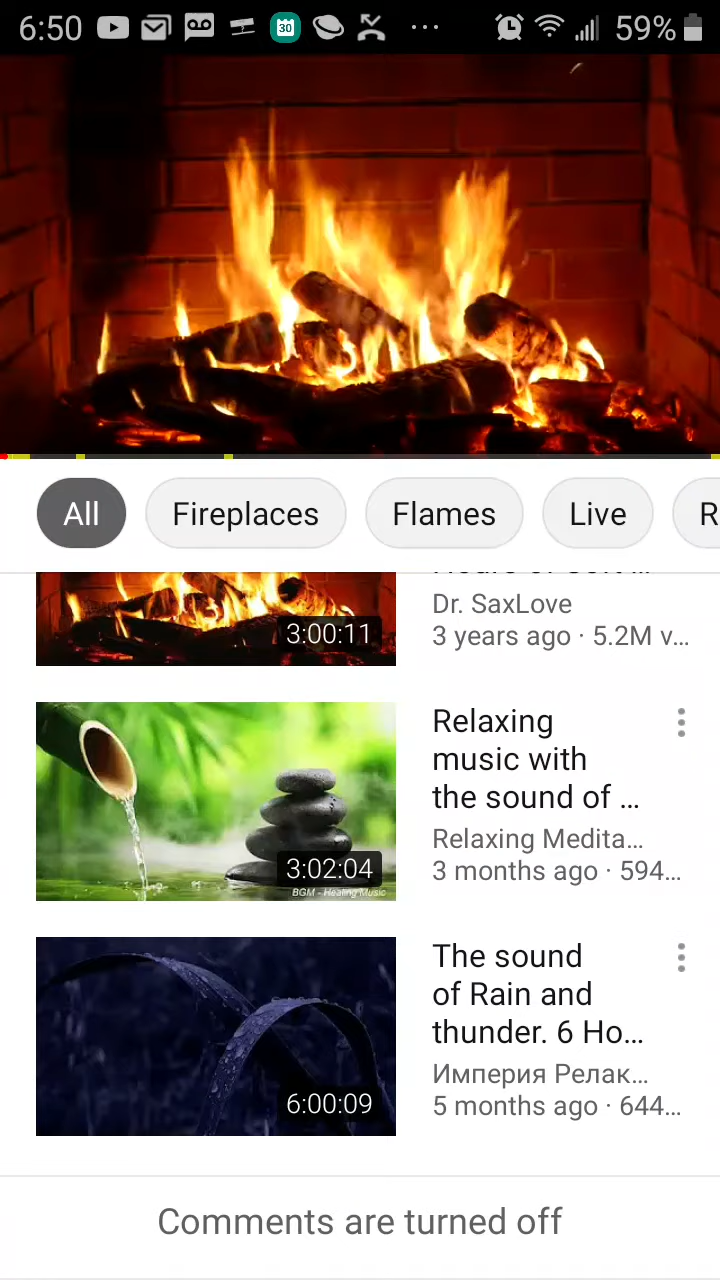 6:50
30
59%
All
Fireplaces
Flames
Live
R
3:00:11
Dr. SaxLove
3 years ago · 5.2M v...
Relaxing
music with
the sound of ...
Relaxing Medita...
3 months ago · 594...
3:02:04
BGM - Healing Music
The sound
of Rain and
thunder. 6 Ho...
Империя Релак...
5 months ago · 644...
6:00:09
Comments are turned off